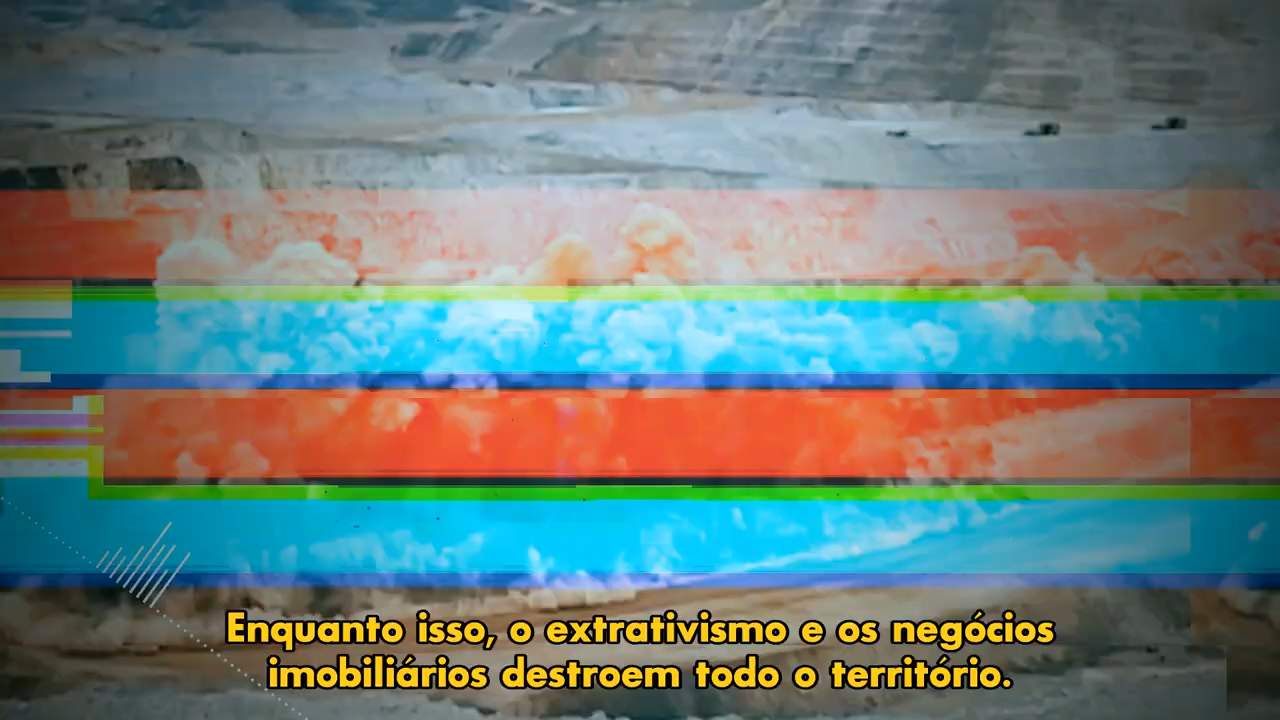 Enquanto isso, o extrativismo e os negócios
imobiliários destroem todo o território.